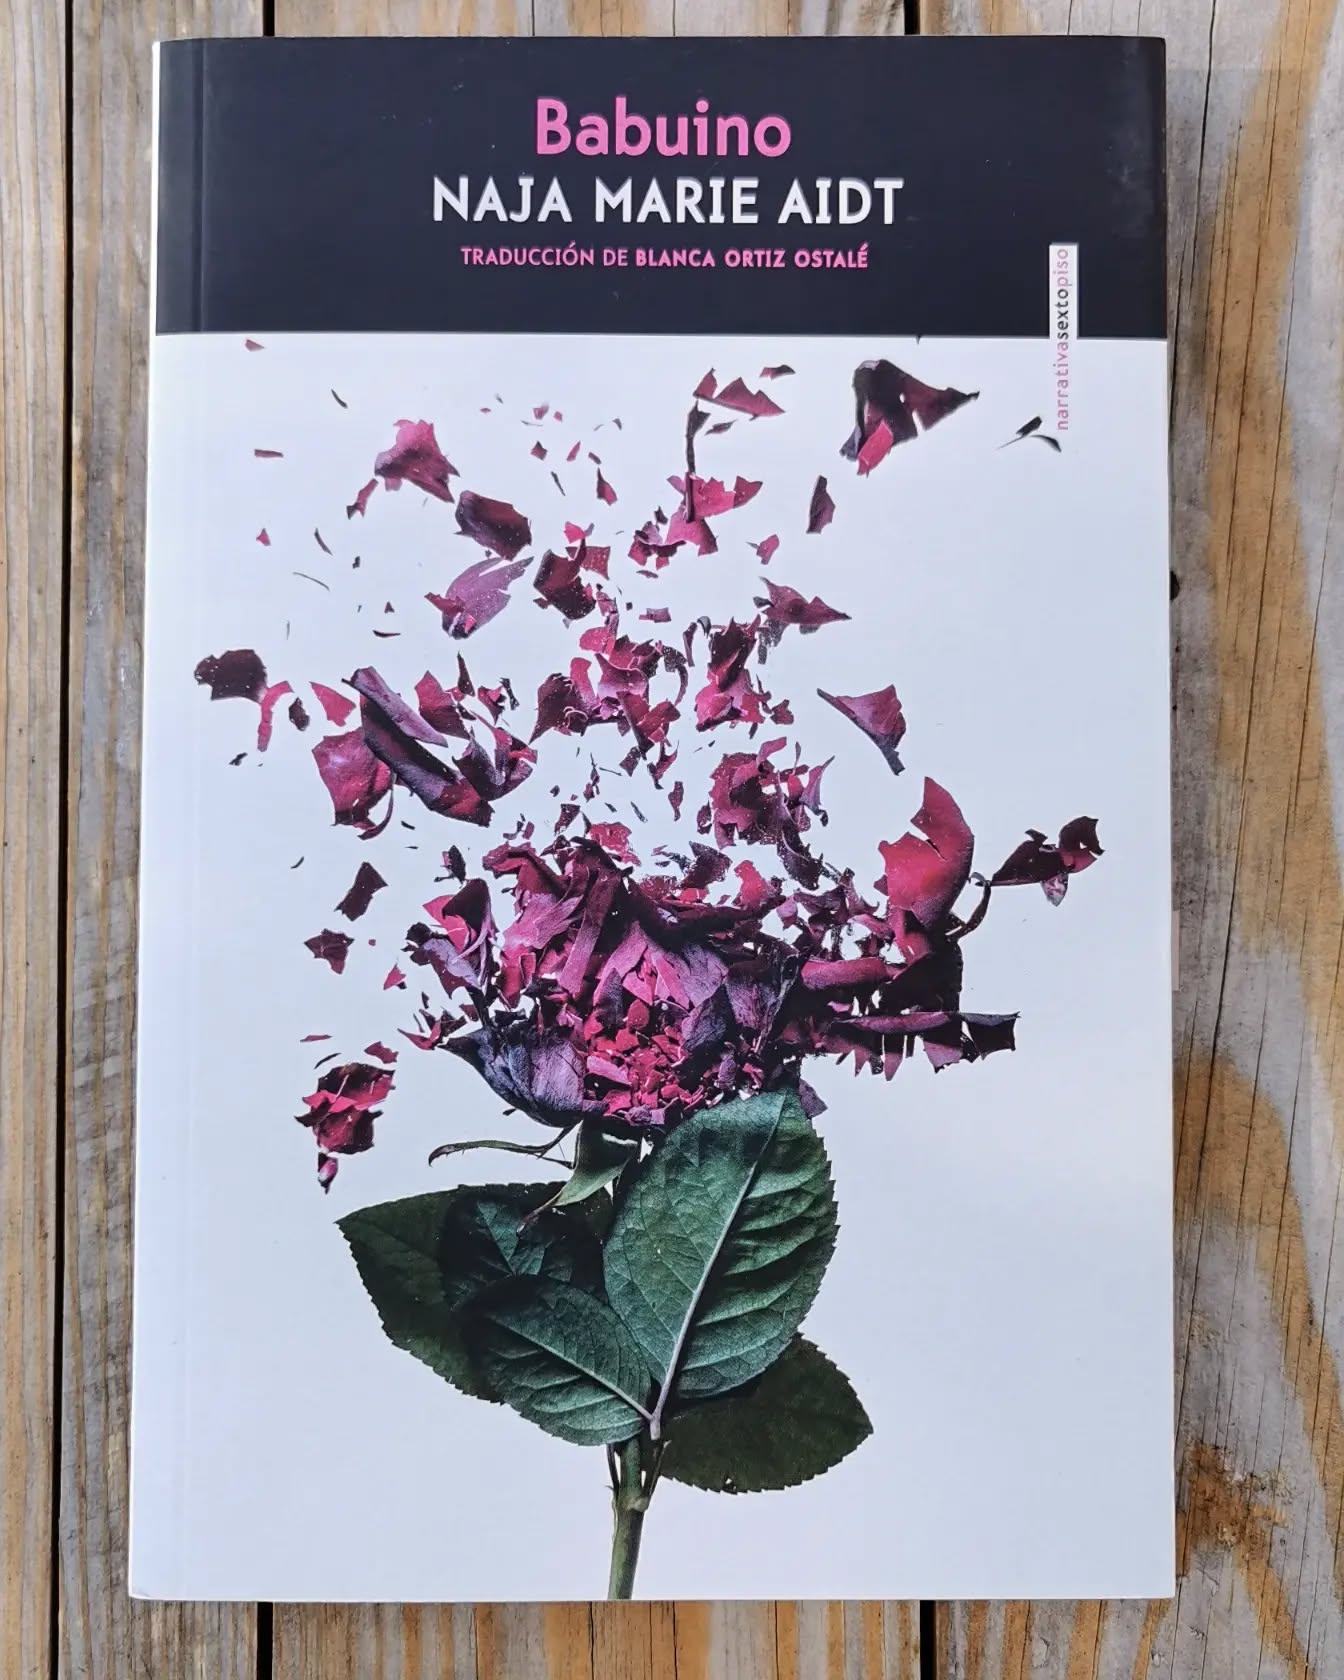 Babuino
NAJA MARIE AIDT
TRADUCCIÓN DE BLANCA ORTIZ OSTALÉ
narrativasextopiso